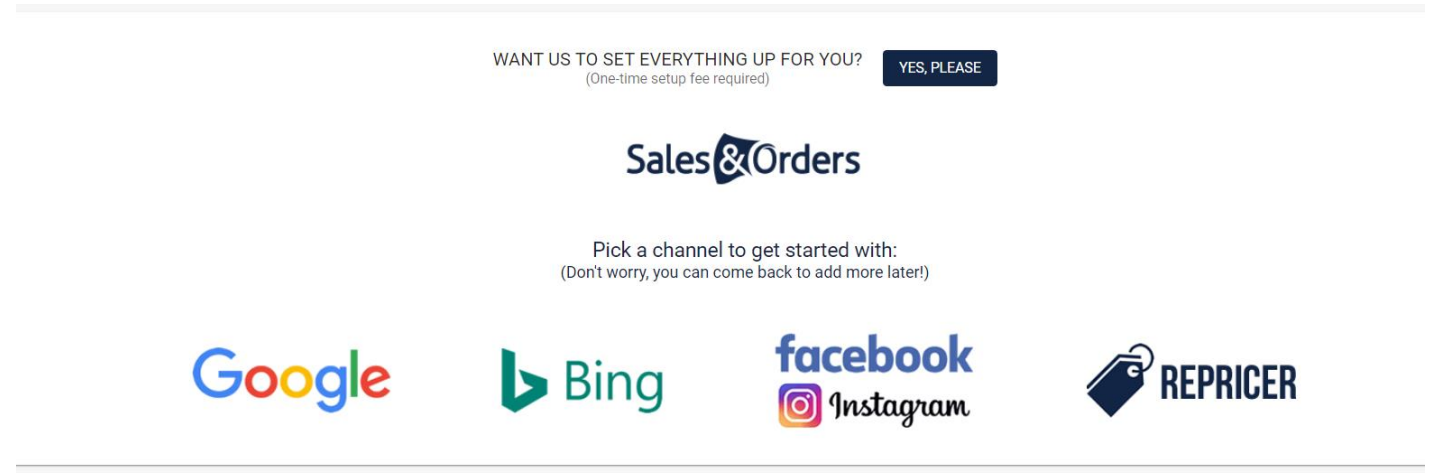 WANT US TO SET EVERYTHING UP FOR YOU?
(One-time setup fee required)
YES, PLEASE
Sales&Orders
Pick a channel to get started with:
(Don't worry, you can come back to add more later!)
Google
Bing
facebook
Instagram
REPRICER